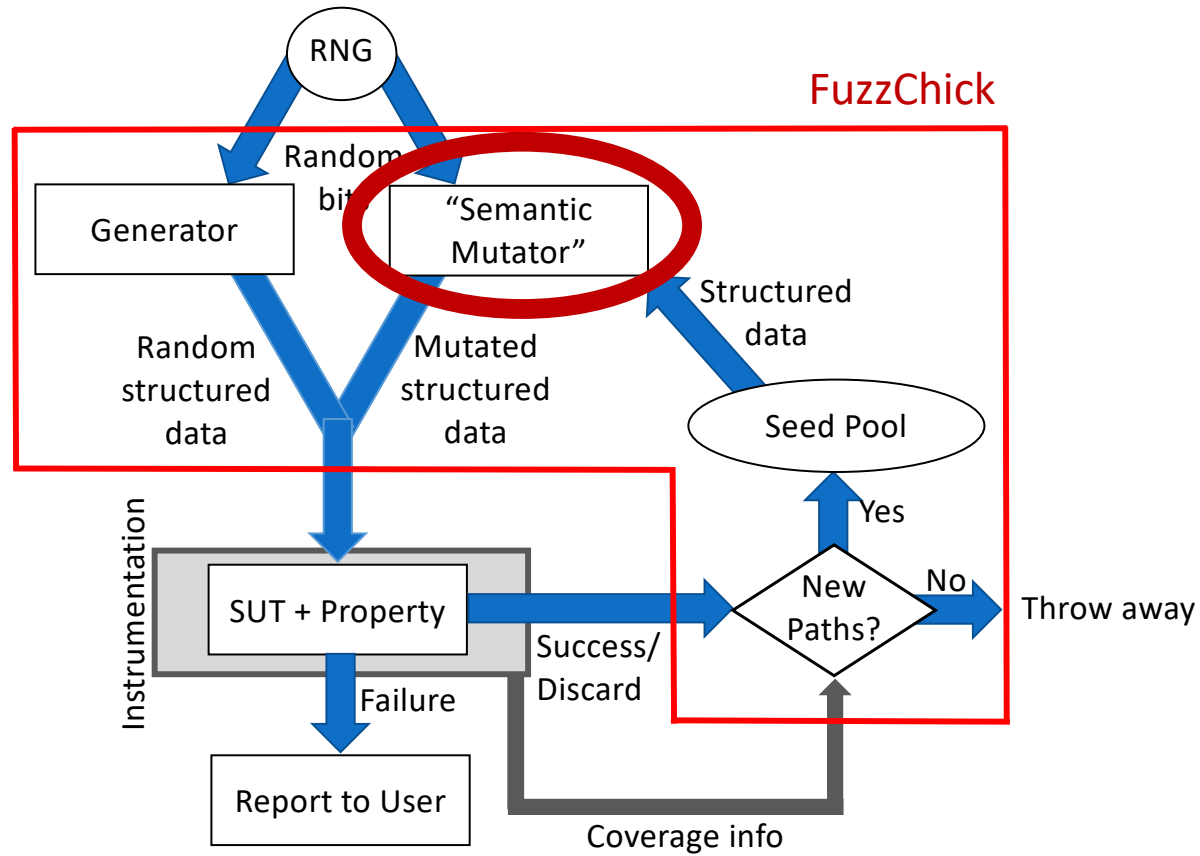 RNG
FuzzChick
Random
bits
Generator
“Semantic
Mutator”
Structured
data
Random
structured
data
Mutated
structured
data
Seed Pool
Yes
Instrumentation
SUT + Property
New
Paths?
No
Throw away
Success/
Discard
Failure
Report to User
Coverage info